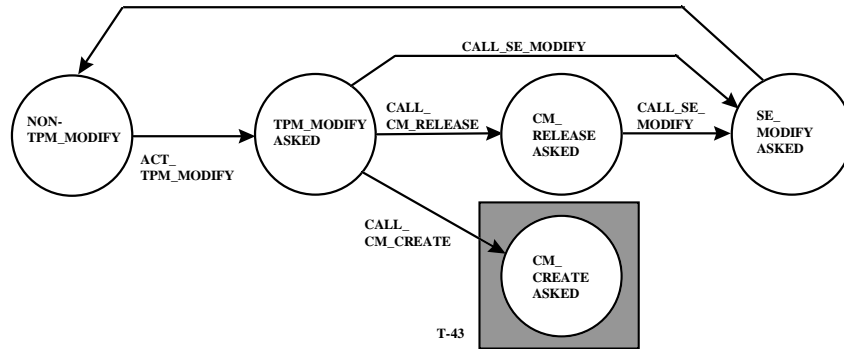 CALL_SE_MODIFY
NON-
TPM_MODIFY
ACT_
TPM_MODIFY
TPM_MODIFY
ASKED
CALL_
CM_RELEASE
CM_
RELEASE
ASKED
CALL_SE_
MODIFY
SE_
MODIFY
ASKED
CALL_
CM_CREATE
CM_
CREATE
ASKED
T-43